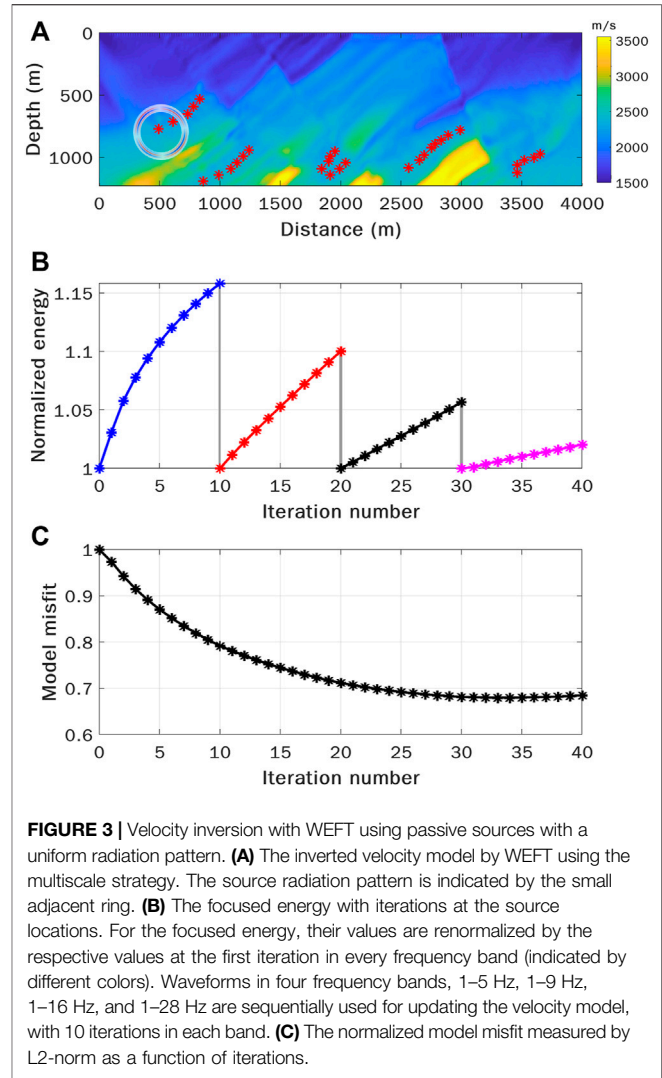 A
m/s
0
500
1000
Depth (m)
3500
3000
2500
2000
1500
0 500 1000 1500 2000 2500 3000 3500 4000
Distance (m)
B
1.15
1.1
1.05
1
Normalized energy
0 5 10 15 20 25 30 35 40
Iteration number
C
1
0.9
0.8
0.7
0.6
Model misfit
0 5 10 15 20 25 30 35 40
Iteration number
FIGURE 3 | Velocity inversion with WEFT using passive sources with a
uniform radiation pattern. (A) The inverted velocity model by WEFT using the
multiscale strategy. The source radiation pattern is indicated by the small
adjacent ring. (B) The focused energy with iterations at the source
locations. For the focused energy, their values are renormalized by the
respective values at the first iteration in every frequency band (indicated by
different colors). Waveforms in four frequency bands, 1–5 Hz, 1–9 Hz,
1–16 Hz, and 1–28 Hz are sequentially used for updating the velocity model,
with 10 iterations in each band. (C) The normalized model misfit measured by
L2-norm as a function of iterations.